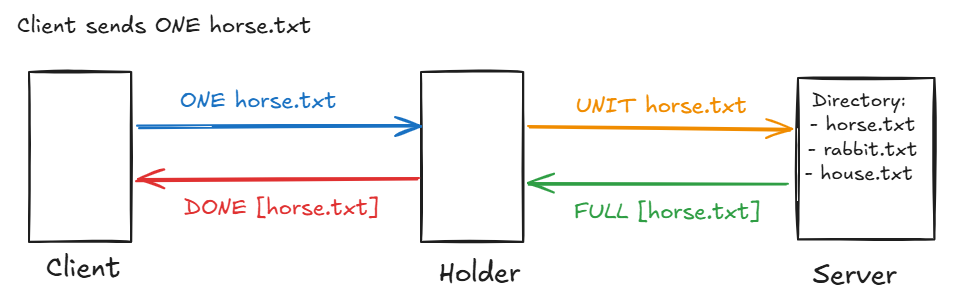 Client sends ONE horse.txt
ONE horse.txt
UNIT horse.txt
Directory:
- horse.txt
- rabbit.txt
- house.txt
DONE [horse.txt]
FULL [horse.txt]
Client
Holder
Server